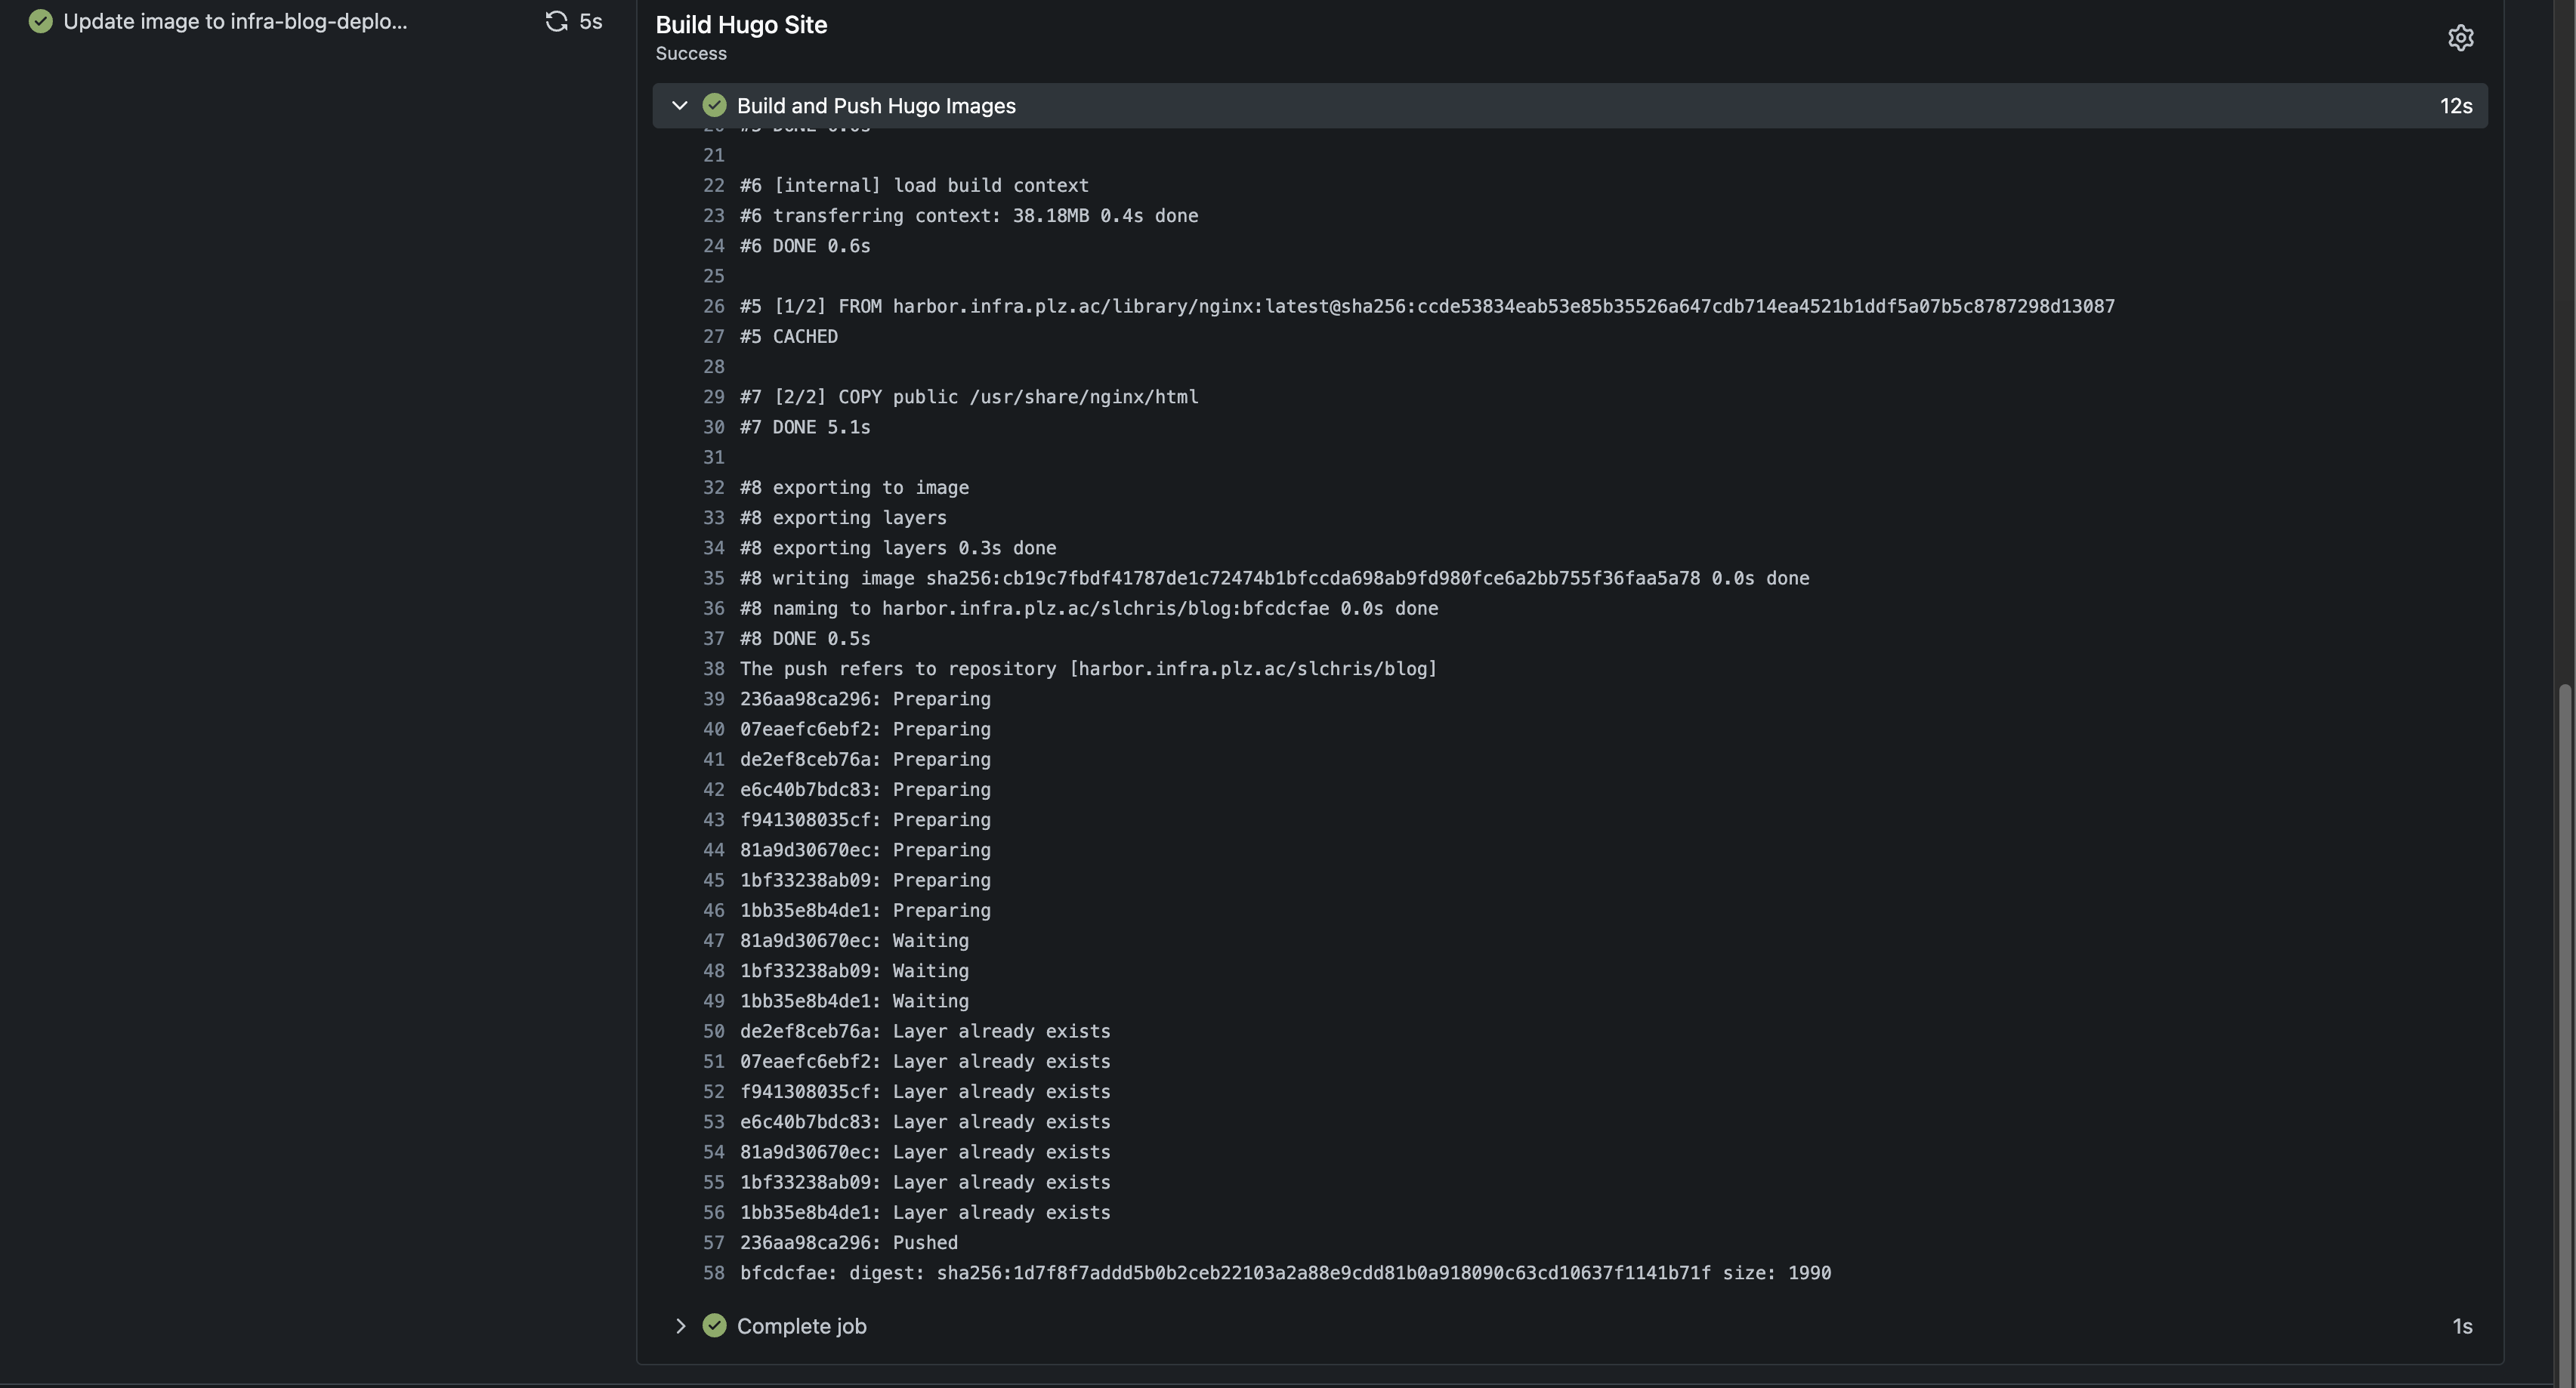 Update image to infra-blog-deplo...
5s
Build Hugo Site
Success
Build and Push Hugo Images
12s
21
22 #6 [internal] load build context
23 #6 transferring context: 38.18MB 0.4s done
24 #6 DONE 0.6s
25
26 #5 [1/2] FROM harbor.infra.plz.ac/library/nginx:latest@sha256:ccde53834eab53e85b35526a647cdb714ea4521b1ddf5a07b5c8787298d13087
27 #5 CACHED
28
29 #7 [2/2] COPY public /usr/share/nginx/html
30 #7 DONE 5.1s
31
32 #8 exporting to image
33 #8 exporting layers
34 #8 exporting layers 0.3s done
35 #8 writing image sha256:cb19c7fbdf41787de1c72474b1bfccda698ab9fd980fce6a2bb755f36faa5a78 0.0s done
36 #8 naming to harbor.infra.plz.ac/slchris/blog:bfcdcfae 0.0s done
37 #8 DONE 0.5s
38 The push refers to repository [harbor.infra.plz.ac/slchris/blog]
39 236aa98ca296: Preparing
40 07eaefc6ebf2: Preparing
41 de2ef8ceb76a: Preparing
42 e6c40b7bdc83: Preparing
43 f941308035cf: Preparing
44 81a9d30670ec: Preparing
45 1bf33238ab09: Preparing
46 1bb35e8b4de1: Preparing
47 81a9d30670ec: Waiting
48 1bf33238ab09: Waiting
49 1bb35e8b4de1: Waiting
50 de2ef8ceb76a: Layer already exists
51 07eaefc6ebf2: Layer already exists
52 f941308035cf: Layer already exists
53 e6c40b7bdc83: Layer already exists
54 81a9d30670ec: Layer already exists
55 1bf33238ab09: Layer already exists
56 1bb35e8b4de1: Layer already exists
57 236aa98ca296: Pushed
58 bfcdcfae: digest: sha256:1d7f8f7addd5b0b2ceb22103a2a88e9cdd81b0a918090c63cd10637f1141b71f size: 1990
Complete job
1s